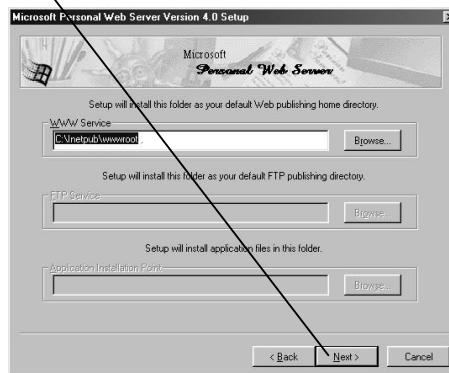 Microsoft Personal Web Server Version 4.0 Setup
Microsoft
Personal Web Server
Setup will install this folder as your default Web publishing home directory.
WWW Service
C:\Inetpub\wwwroot
Browse...
Setup will install this folder as your default FTP publishing directory.
FTP Service
Browse...
Setup will install application files in this folder.
Application Installation Point
Browse...
< Back
Next >
Cancel